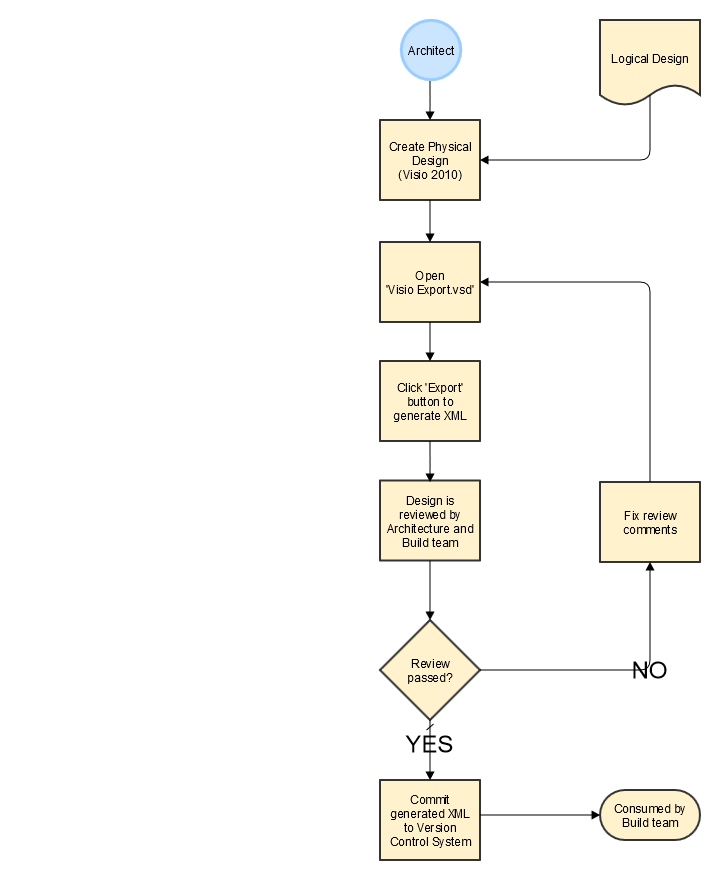 Architect
Logical Design
Create Physical
Design
(Visio 2010)
Open
'Visio Export.vsd'
Click 'Export'
button to
generate XML
Design is
reviewed by
Architecture and
Build team
Fix review
comments
Review
passed?
NO
YES
Commit
generated XML
to Version
Control System
Consumed by
Build team